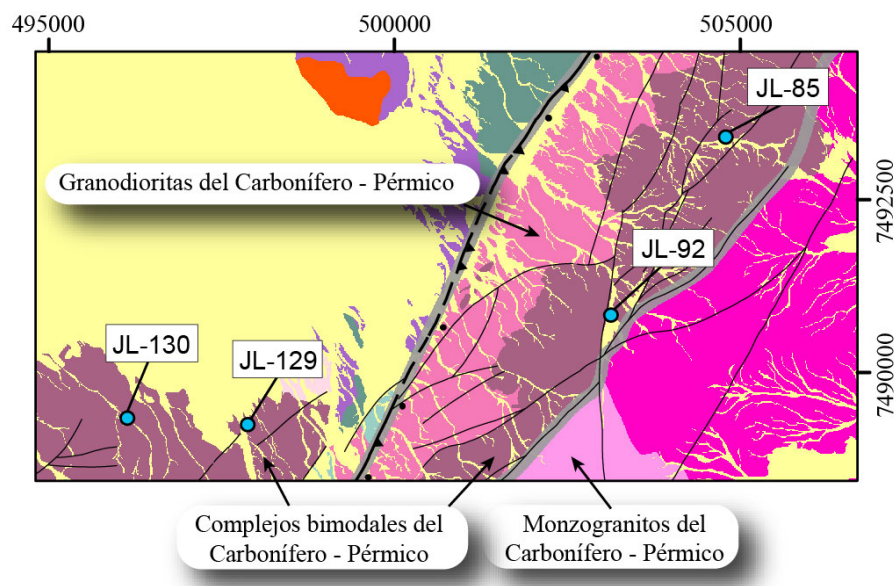 495000
500000
505000
JL-85
Granodioritas del Carbonífero - Pérmico
7492500
JL-92
JL-130
JL-129
7490000
Complejos bimodales del
Carbonífero - Pérmico
Monzogranitos del
Carbonífero - Pérmico